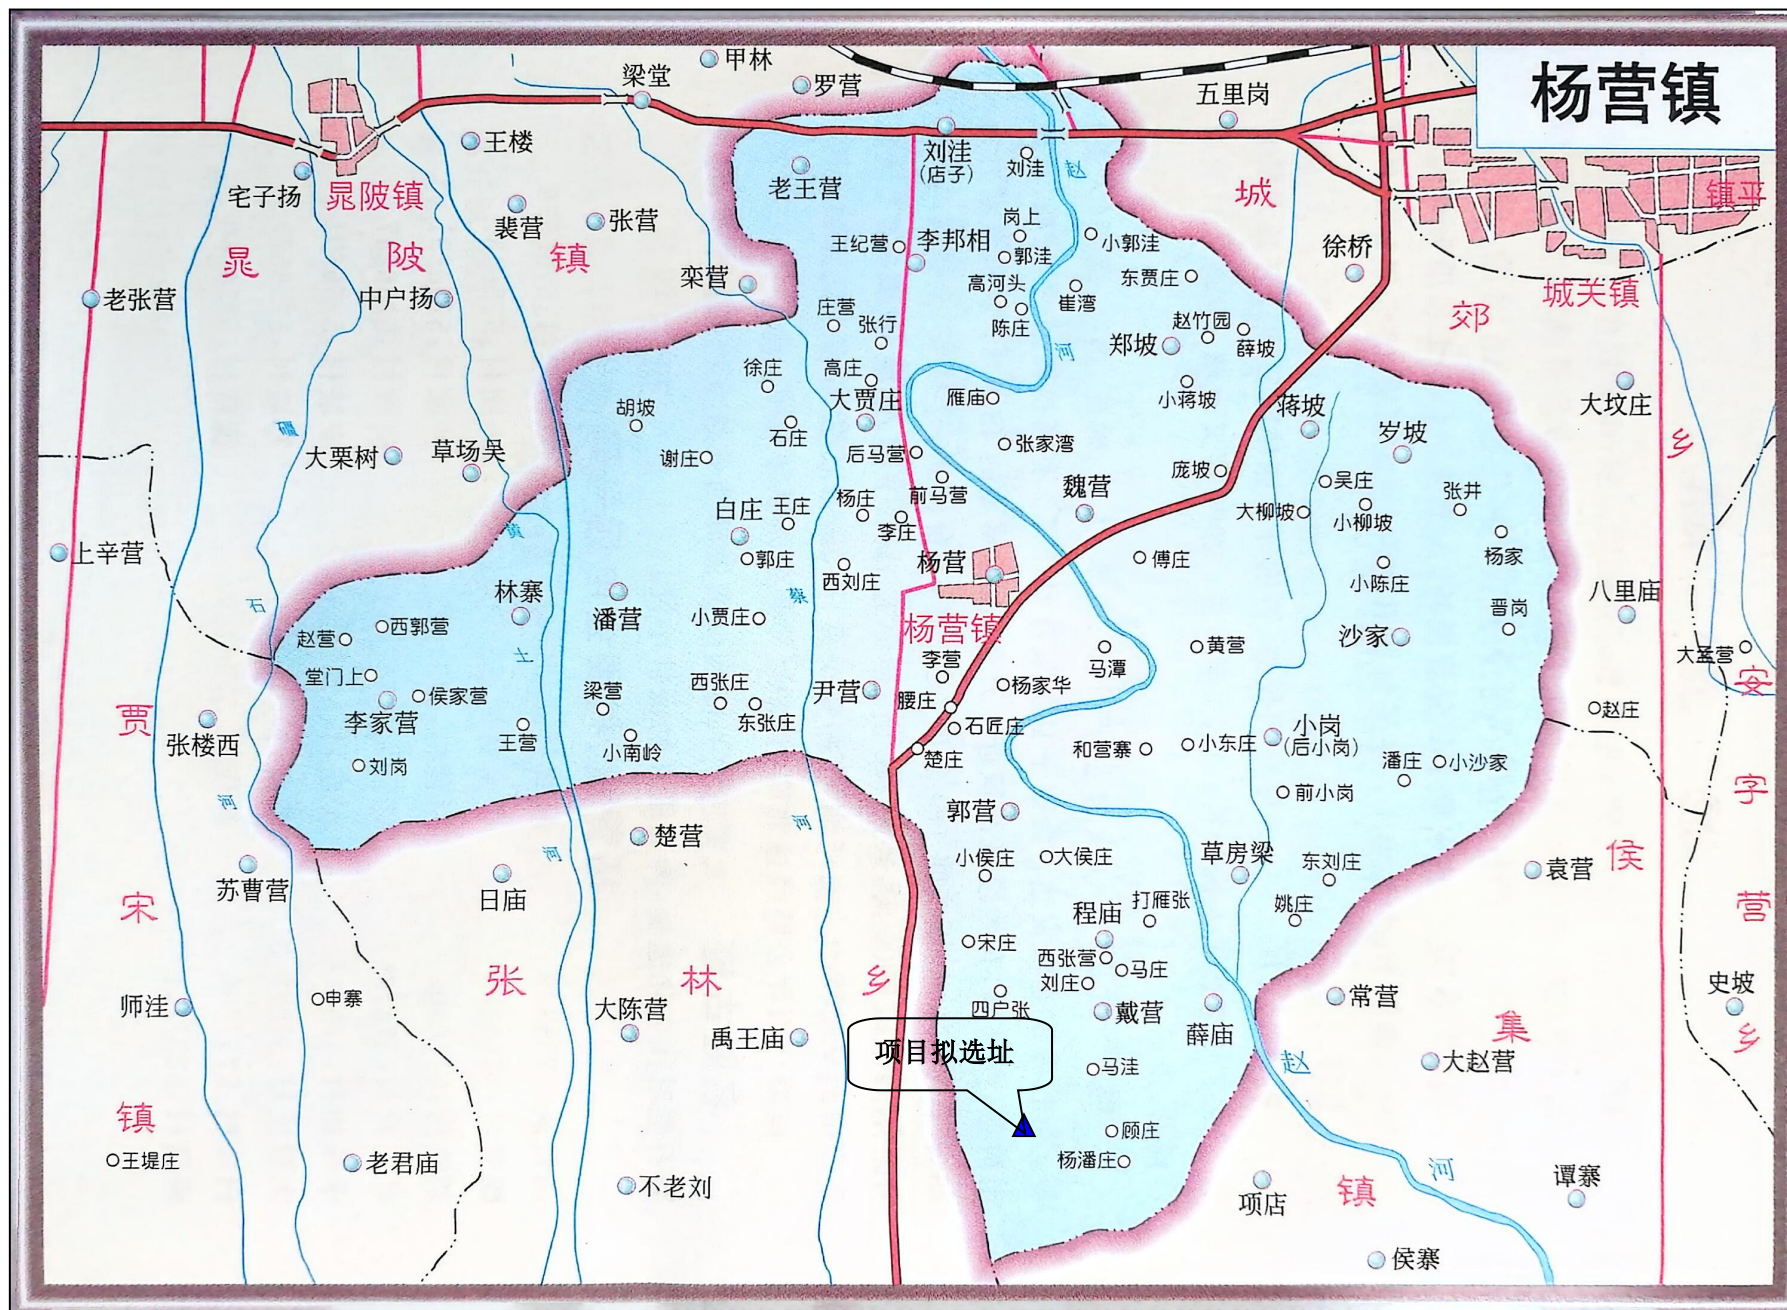 杨营镇
甲林
梁堂
罗营
五里岗
王楼
刘洼
(店子)
刘洼
赵
老王营
宅子扬
晁陂镇
城
镇平
裴营
张营
岗上
王纪营
李邦相
小郭洼
郭洼
徐桥
晁
陂
镇
栾营
高河头
崔湾
东贾庄
城关镇
老张营
中户扬
庄营
张行
陈庄
赵竹园
郊
郑坡
薛坡
河
徐庄
高庄
胡坡
大贾庄
雁庙
小蒋坡
蒋坡
大坟庄
疆
石庄
岁坡
乡
大栗树
草场吴
谢庄
后马营
张家湾
庞坡
前马营
魏营
吴庄
张井
白庄
王庄
杨庄
李庄
大柳坡
小柳坡
黄
上辛营
郭庄
西刘庄
杨营
傅庄
杨家
林寨
小陈庄
石
潘营
小贾庄
蔡
八里庙
晋岗
赵营
西郭营
杨营镇
黄营
沙家
土
李营
马潭
大孟营
堂门上
侯家营
梁营
西张庄
尹营
杨家华
安
贾
李家营
东张庄
腰庄
石匠庄
小岗
(后小岗)
赵庄
张楼西
王营
小南岭
楚庄
和营寨
小东庄
潘庄
小沙家
刘岗
前小岗
字
河
郭营
河
楚营
河
小侯庄
大侯庄
草房梁
东刘庄
侯
袁营
苏曹营
日庙
打雁张
姚庄
宋
程庙
营
宋庄
西张营
马庄
刘庄
张
林
乡
师洼
申寨
大陈营
四户张
戴营
薛庙
常营
史坡
集
乡
禹王庙
项目拟选址
马洼
赵
大赵营
镇
顾庄
王堤庄
老君庙
杨潘庄
河
不老刘
项店
镇
谭寨
侯寨